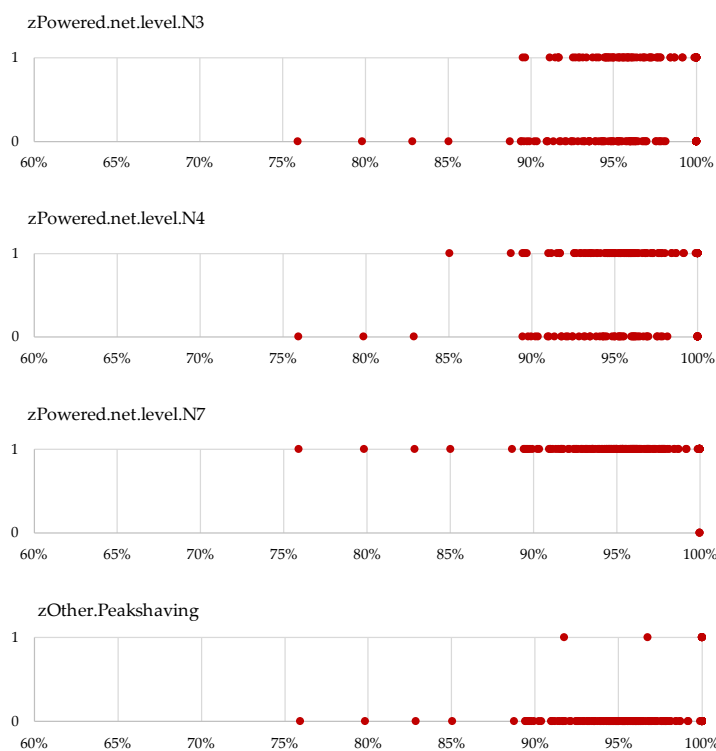 zPowered.net.level.N3
1
0
60% 65% 70% 75% 80% 85% 90% 95% 100%
zPowered.net.level.N4
1
0
60% 65% 70% 75% 80% 85% 90% 95% 100%
zPowered.net.level.N7
1
0
60% 65% 70% 75% 80% 85% 90% 95% 100%
zOther.Peakshaving
1
0
60% 65% 70% 75% 80% 85% 90% 95% 100%